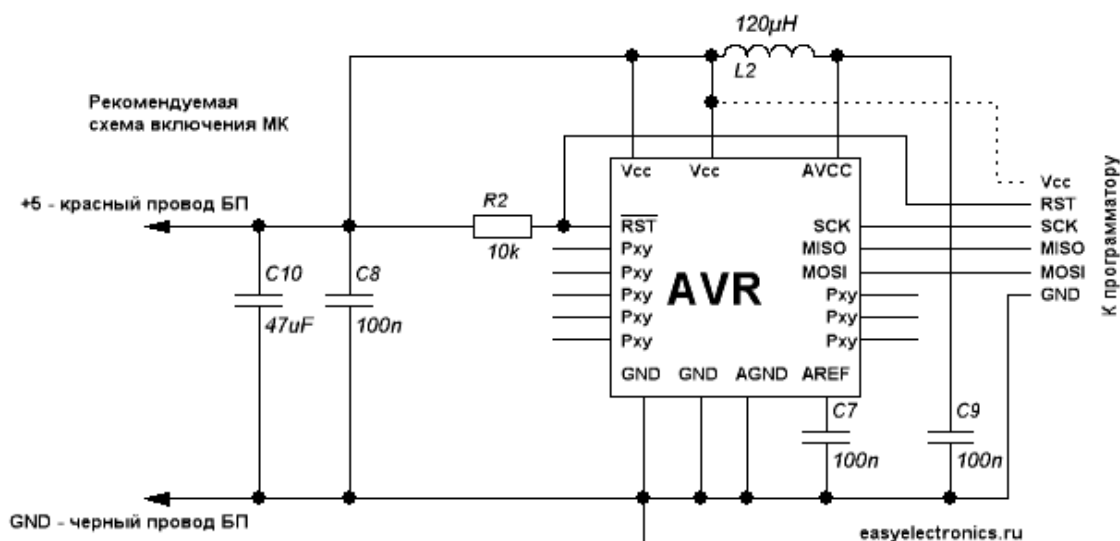 120µH
L2
Рекомендуемая
схема включения МК
Vcc
Vcc
AVCC
Vcc
RST
SCK
MISO
MOSI
GND
К программатору
+5 - красный провод БП
R2
10k
RST
Pxy
Pxy
Pxy
Pxy
Pxy
AVR
SCK
MISO
MOSI
Pxy
Pxy
Pxy
C10
47uF
C8
100n
GND
GND
AGND
AREF
C7
100n
C9
100n
GND - черный провод БП
easyelectronics.ru